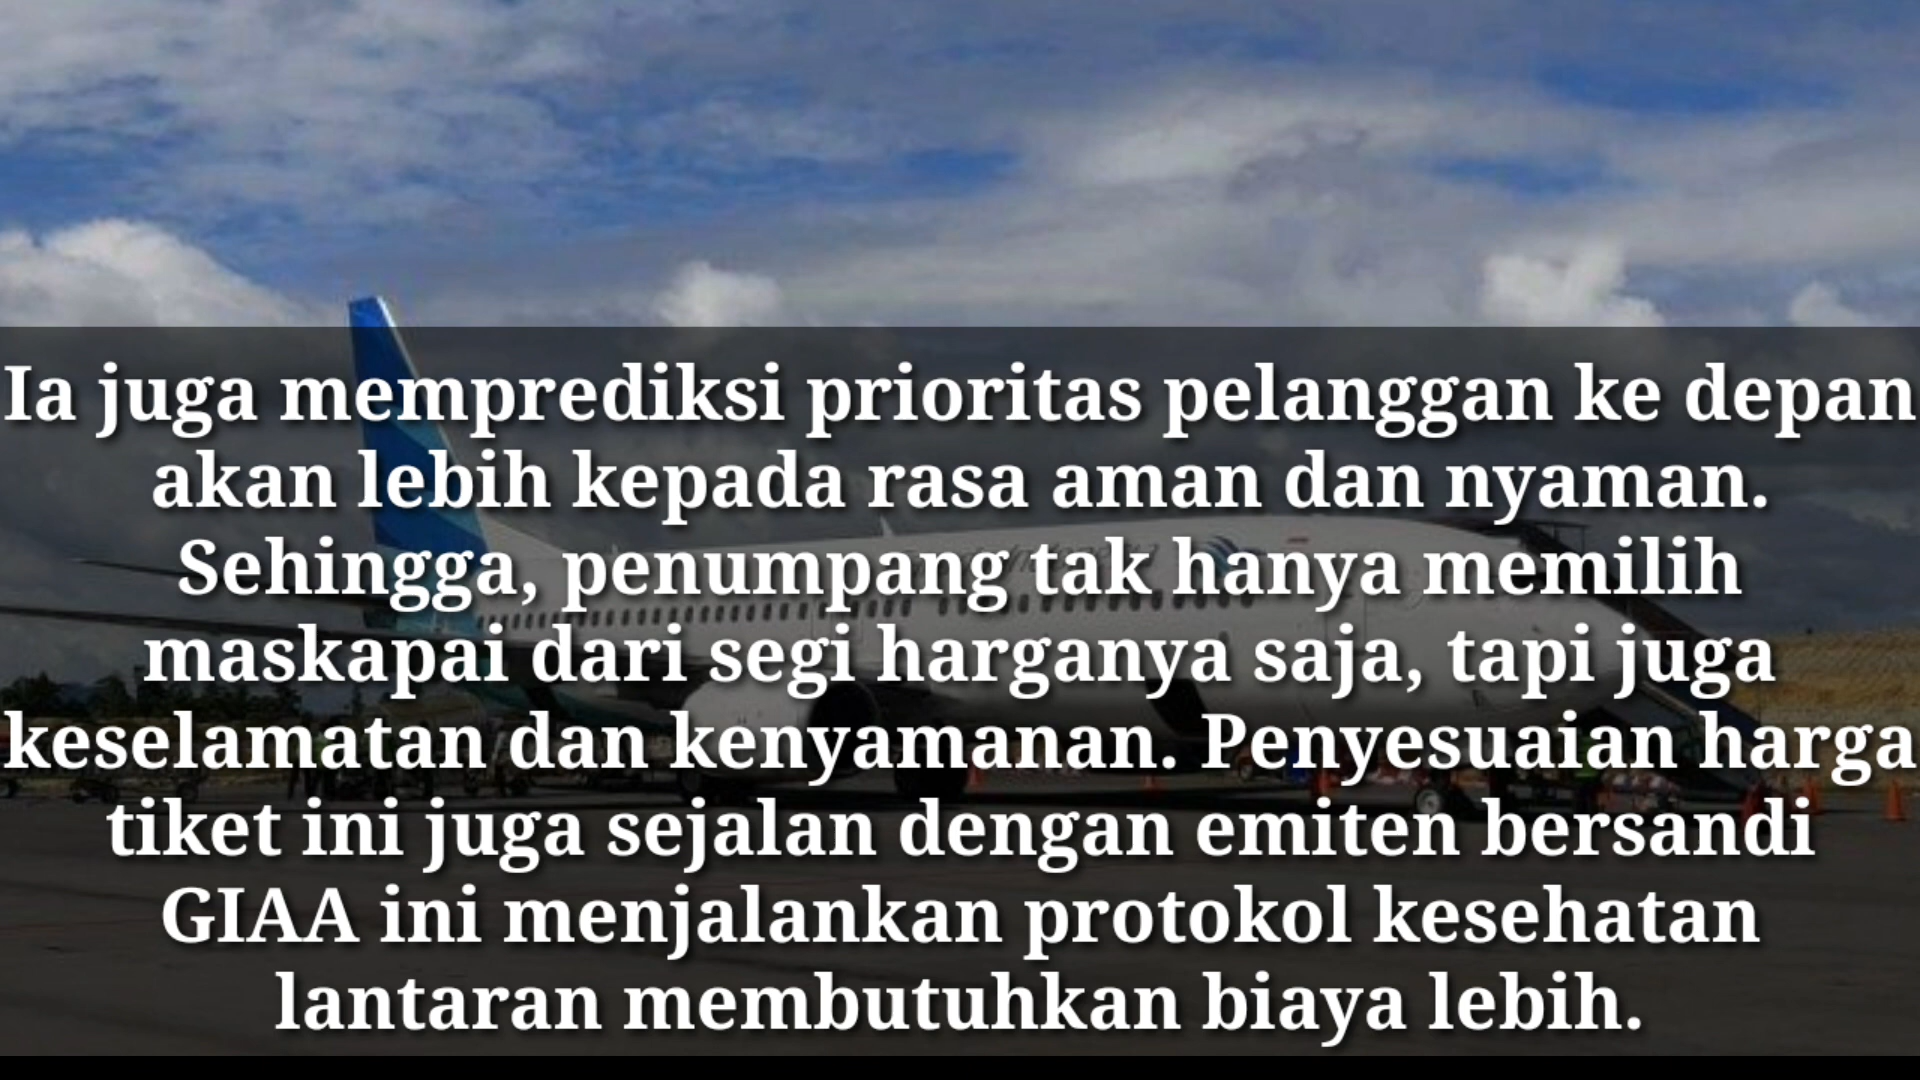 Ia juga memprediksi prioritas pelanggan ke depan
akan lebih kepada rasa aman dan nyaman.
Sehingga, penumpang tak hanya memilih
maskapai dari segi harganya saja, tapi juga
keselamatan dan kenyamanan. Penyesuaian harga
tiket ini juga sejalan dengan emiten bersandi
GIAA ini menjalankan protokol kesehatan
lantaran membutuhkan biaya lebih.